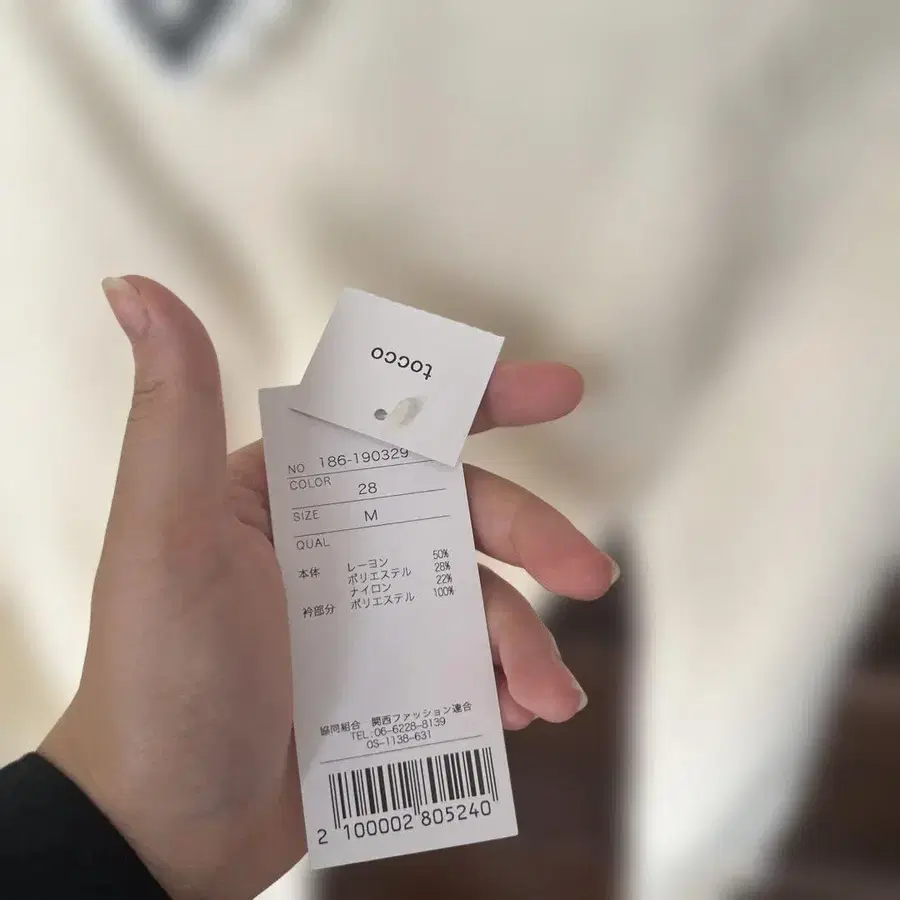 tocco
NO 186-190329
COLOR 28
SIZE M
QUAL
本体 レーヨン 50%
ポリエステル 28%
ナイロン 22%
衿部分 ポリエステル 100%
協同組合 関西ファッション連合
TEL:06-6228-8139
OS-1138-631
2 100002 805240